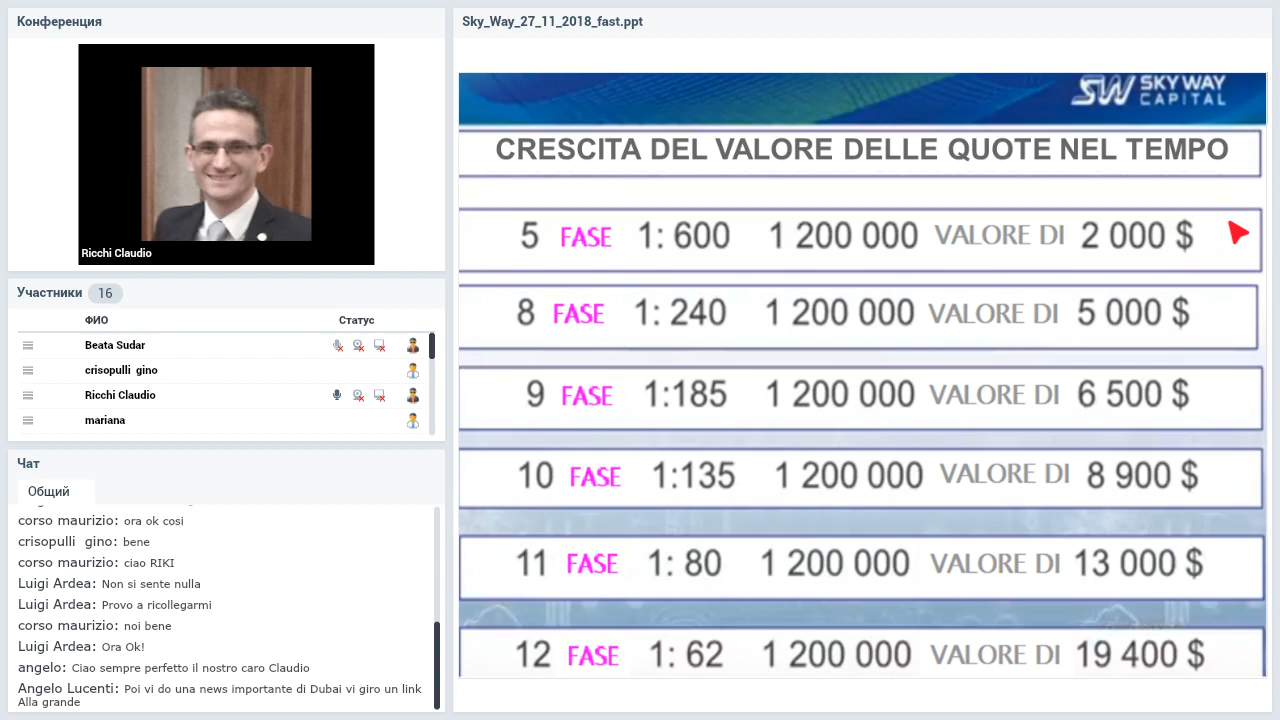 Конференция
Ricchi Claudio
Участники 16
ФИО Статус
Beata Sudar
crisopulli gino
Ricchi Claudio
mariana
Чат
Общий
corso maurizio: ora ok cosi
crisopulli gino: bene
corso maurizio: ciao RIKI
Luigi Ardea: Non si sente nulla
Luigi Ardea: Provo a ricollegarmi
corso maurizio: noi bene
Luigi Ardea: Ora Ok!
angelo: Ciao sempre perfetto il nostro caro Claudio
Angelo Lucenti: Poi vi do una news importante di Dubai vi giro un link
Alla grande
Sky_Way_27_11_2018_fast.ppt
SW SKY WAY
CAPITAL
CRESCITA DEL VALORE DELLE QUOTE NEL TEMPO
5 FASE 1: 600 1 200 000 VALORE DI 2 000 $
8 FASE 1: 240 1 200 000 VALORE DI 5 000 $
9 FASE 1:185 1 200 000 VALORE DI 6 500 $
10 FASE 1:135 1 200 000 VALORE DI 8 900 $
11 FASE 1: 80 1 200 000 VALORE DI 13 000 $
12 FASE 1: 62 1 200 000 VALORE DI 19 400 $